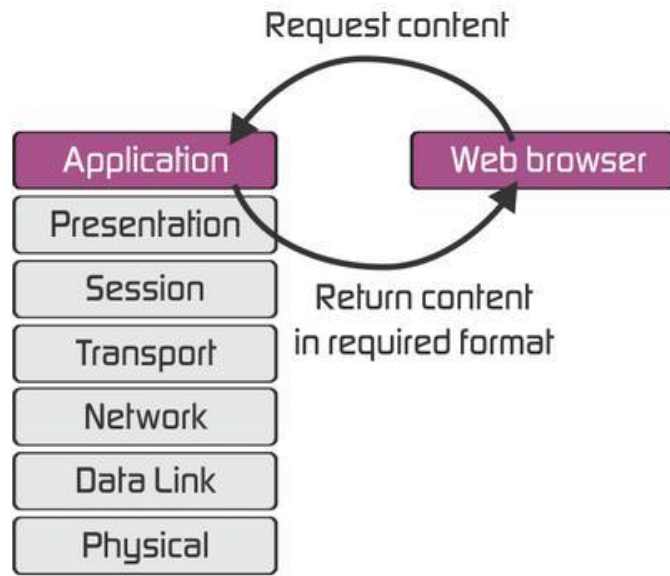 Request content
Application
Web browser
Presentation
Session
Return content
in required format
Transport
Network
Data Link
Physical